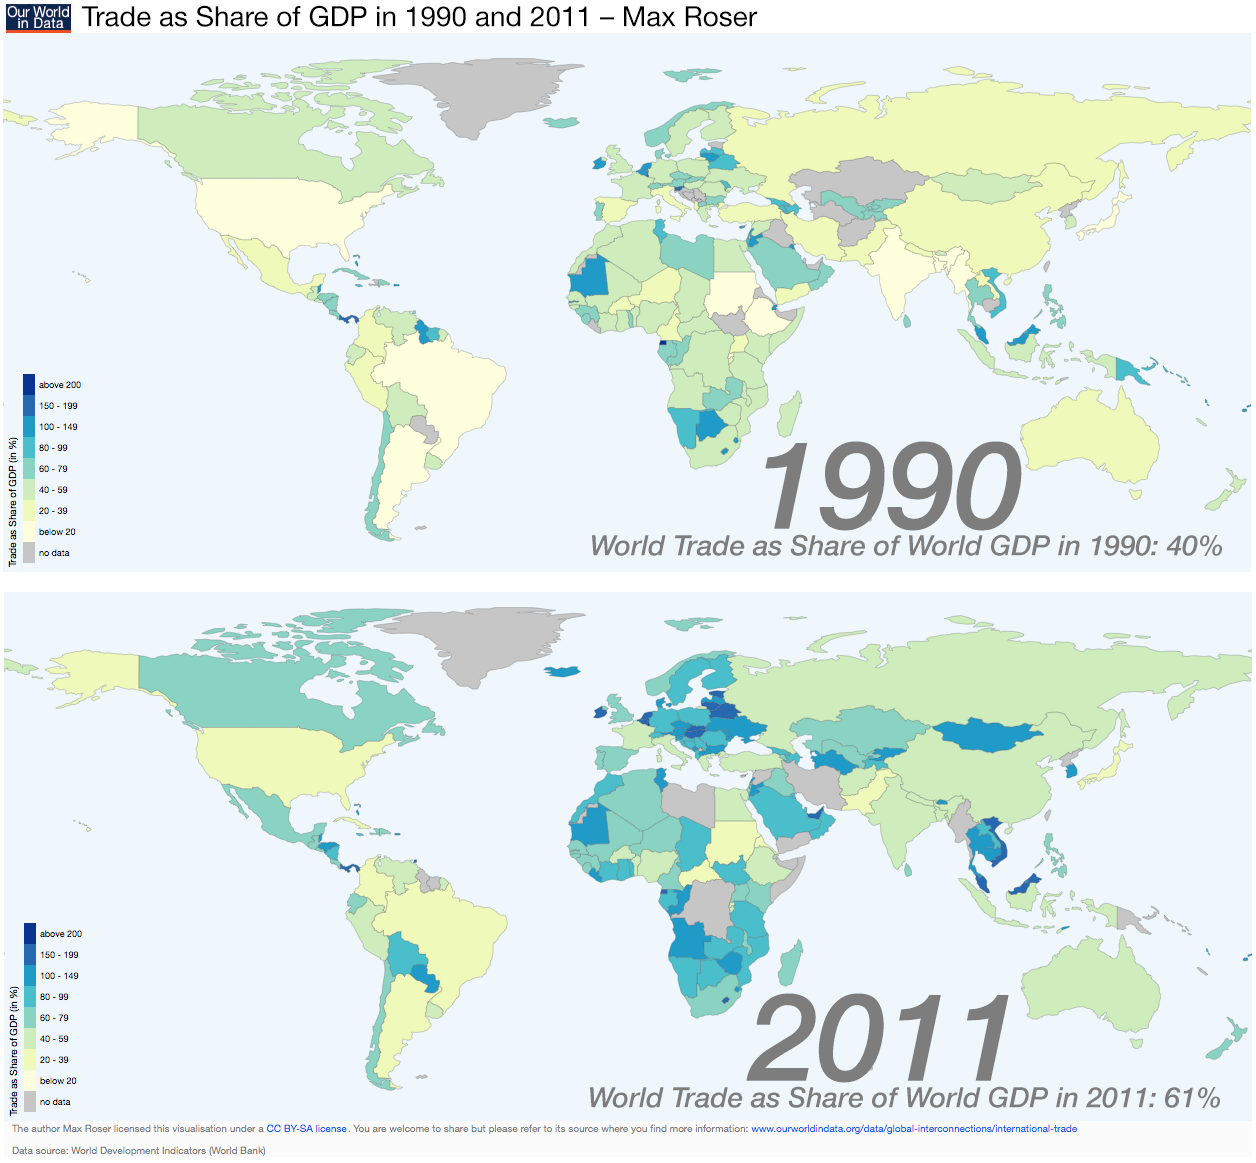 Our World
in Data
Trade as Share of GDP in 1990 and 2011 – Max Roser
Trade as Share of GDP (in %)
above 200
150 - 199
100 - 149
80 - 99
60 - 79
40 - 59
20 - 39
below 20
no data
1990
World Trade as Share of World GDP in 1990: 40%
Trade as Share of GDP (in %)
above 200
150 - 199
100 - 149
80 - 99
60 - 79
40 - 59
20 - 39
below 20
no data
2011
World Trade as Share of World GDP in 2011: 61%
The author Max Roser licensed this visualisation under a CC BY-SA license. You are welcome to share but please refer to its source where you find more information: www.ourworldindata.org/data/global-interconnections/international-trade
Data source: World Development Indicators (World Bank)